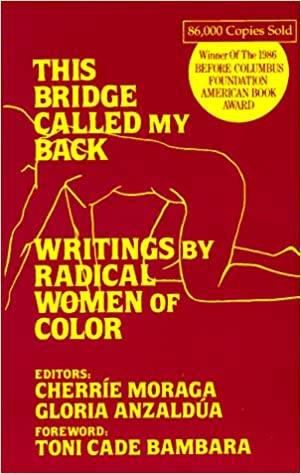 86,000 Copies Sold
Winner Of The 1986
BEFORE COLUMBUS
FOUNDATION
AMERICAN BOOK
AWARD
THIS
BRIDGE
CALLED MY
BACK
WRITINGS BY
RADICAL
WOMEN OF
COLOR
EDITORS:
CHERRÍE MORAGA
GLORIA ANZALDÚA
FOREWORD:
TONI CADE BAMBARA